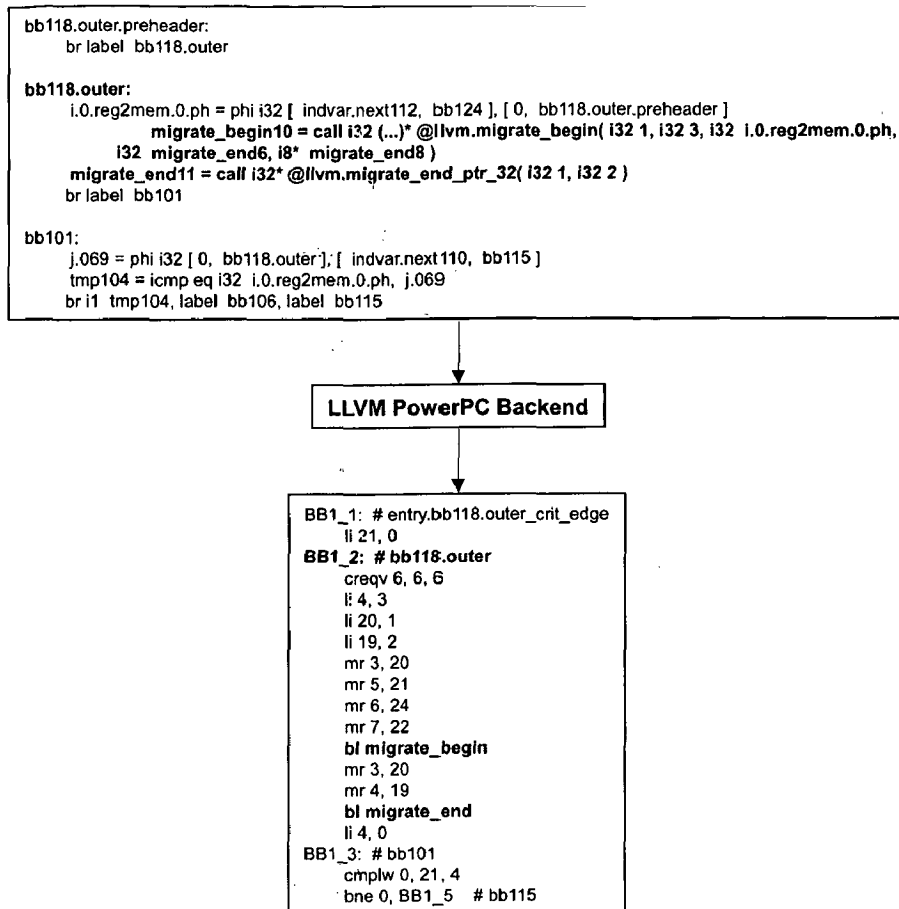 bb118.outer.preheader:
br label bb118.outer
bb118.outer:
i.0.reg2mem.0.ph = phi i32 [ indvar.next112, bb124 ], [ 0, bb118.outer.preheader ]
migrate_begin10 = call i32 (...)* @llvm.migrate_begin( i32 1, i32 3, i32 i.0.reg2mem.0.ph,
i32 migrate_end6, i8* migrate_end8 )
migrate_end11 = call i32* @llvm.migrate_end_ptr_32( i32 1, i32 2 )
br label bb101
bb101:
j.069 = phi i32 [ 0, bb118.outer ], [ indvar.next110, bb115 ]
tmp104 = icmp eq i32 i.0.reg2mem.0.ph, j.069
br i1 tmp104, label bb106, label bb115
LLVM PowerPC Backend
BB1_1: # entry.bb118.outer_crit_edge
li 21, 0
BB1_2: # bb118.outer
creqv 6, 6, 6
li 4, 3
li 20, 1
li 19, 2
mr 3, 20
mr 5, 21
mr 6, 24
mr 7, 22
bl migrate_begin
mr 3, 20
mr 4, 19
bl migrate_end
li 4, 0
BB1_3: # bb101
cmplw 0, 21, 4
bne 0, BB1_5 # bb115